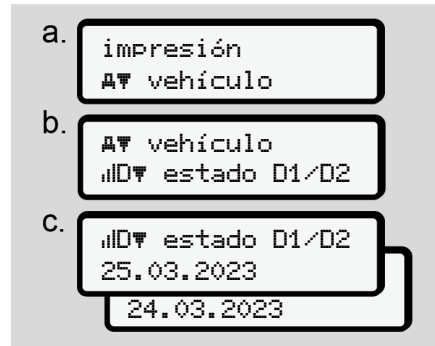 a.
impresión
A▼ vehículo
b.
A▼ vehículo
D▼ estado D1/D2
c.
D▼ estado D1/D2
25.03.2023
24.03.2023